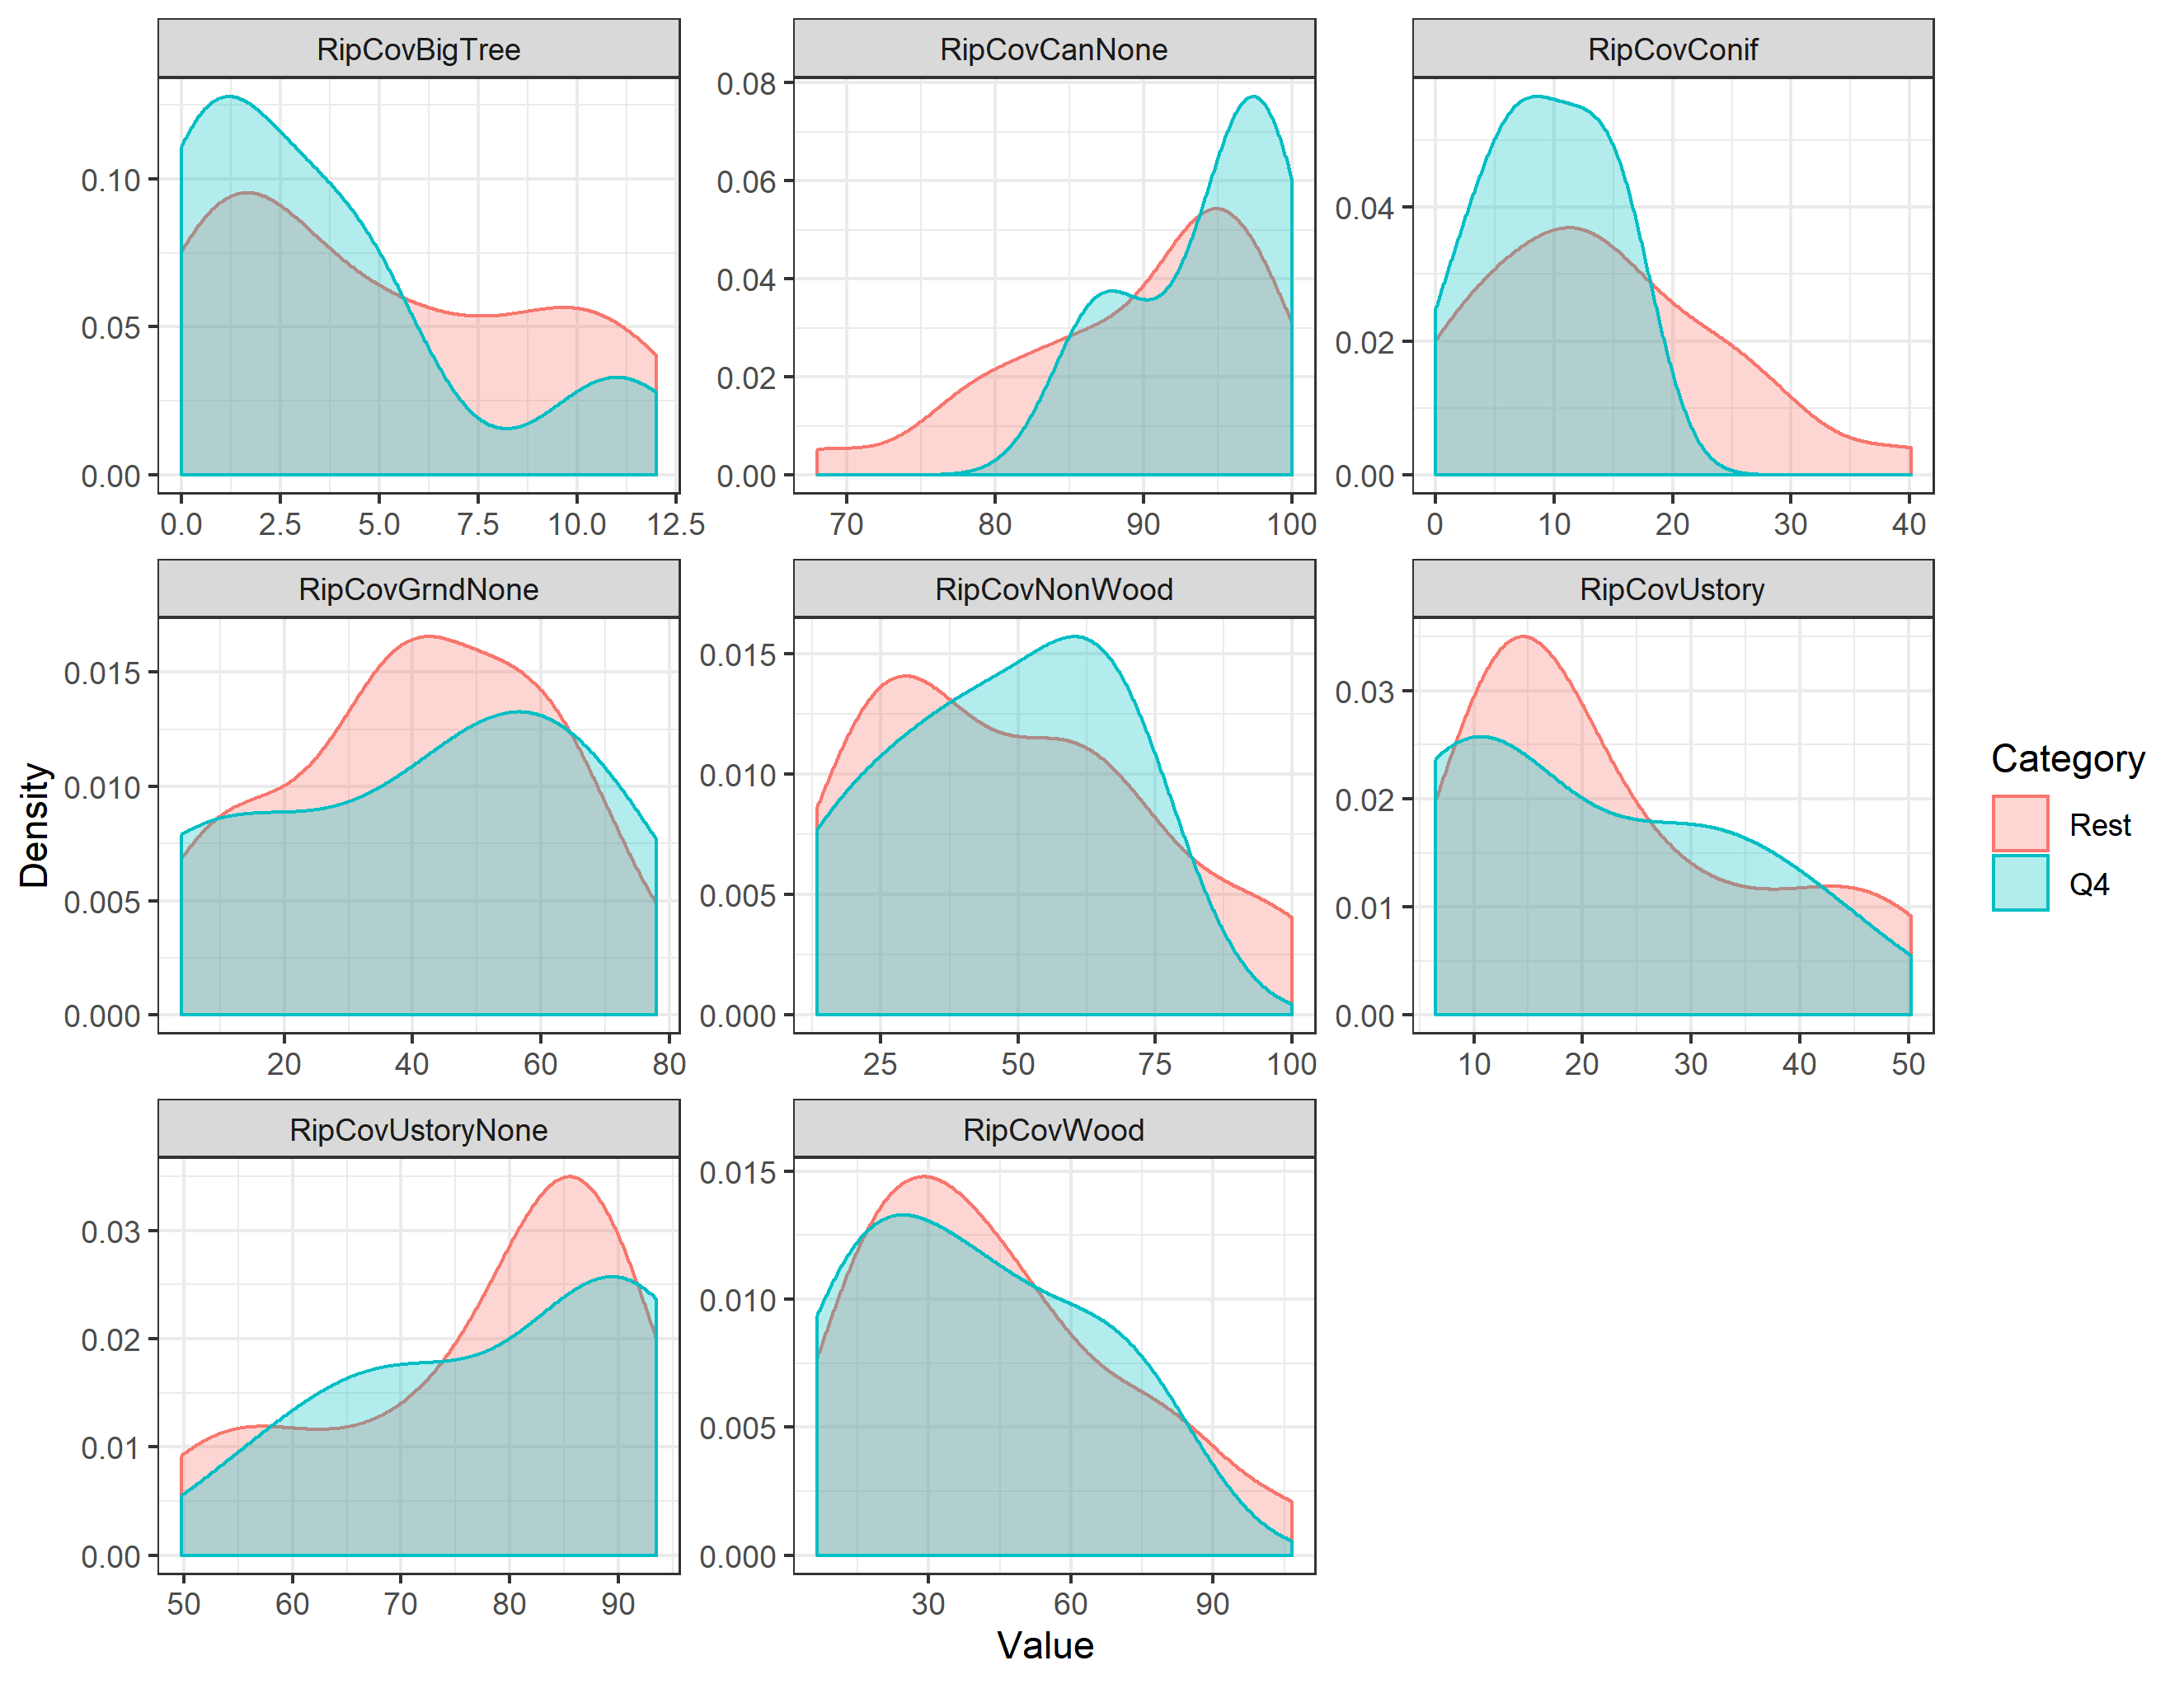 RipCovBigTree
RipCovCanNone
RipCovConif
0.10
0.05
0.00
0.0 2.5 5.0 7.5 10.0 12.5
0.08
0.06
0.04
0.02
0.00
70 80 90 100
0.04
0.02
0.00
0 10 20 30 40
RipCovGrndNone
RipCovNonWood
RipCovUstory
0.015
0.010
0.005
0.000
20 40 60 80
0.015
0.010
0.005
0.000
25 50 75 100
0.03
0.02
0.01
0.00
10 20 30 40 50
RipCovUstoryNone
RipCovWood
0.03
0.02
0.01
0.00
50 60 70 80 90
0.015
0.010
0.005
0.000
30 60 90
Density
Value
Category
Rest
Q4